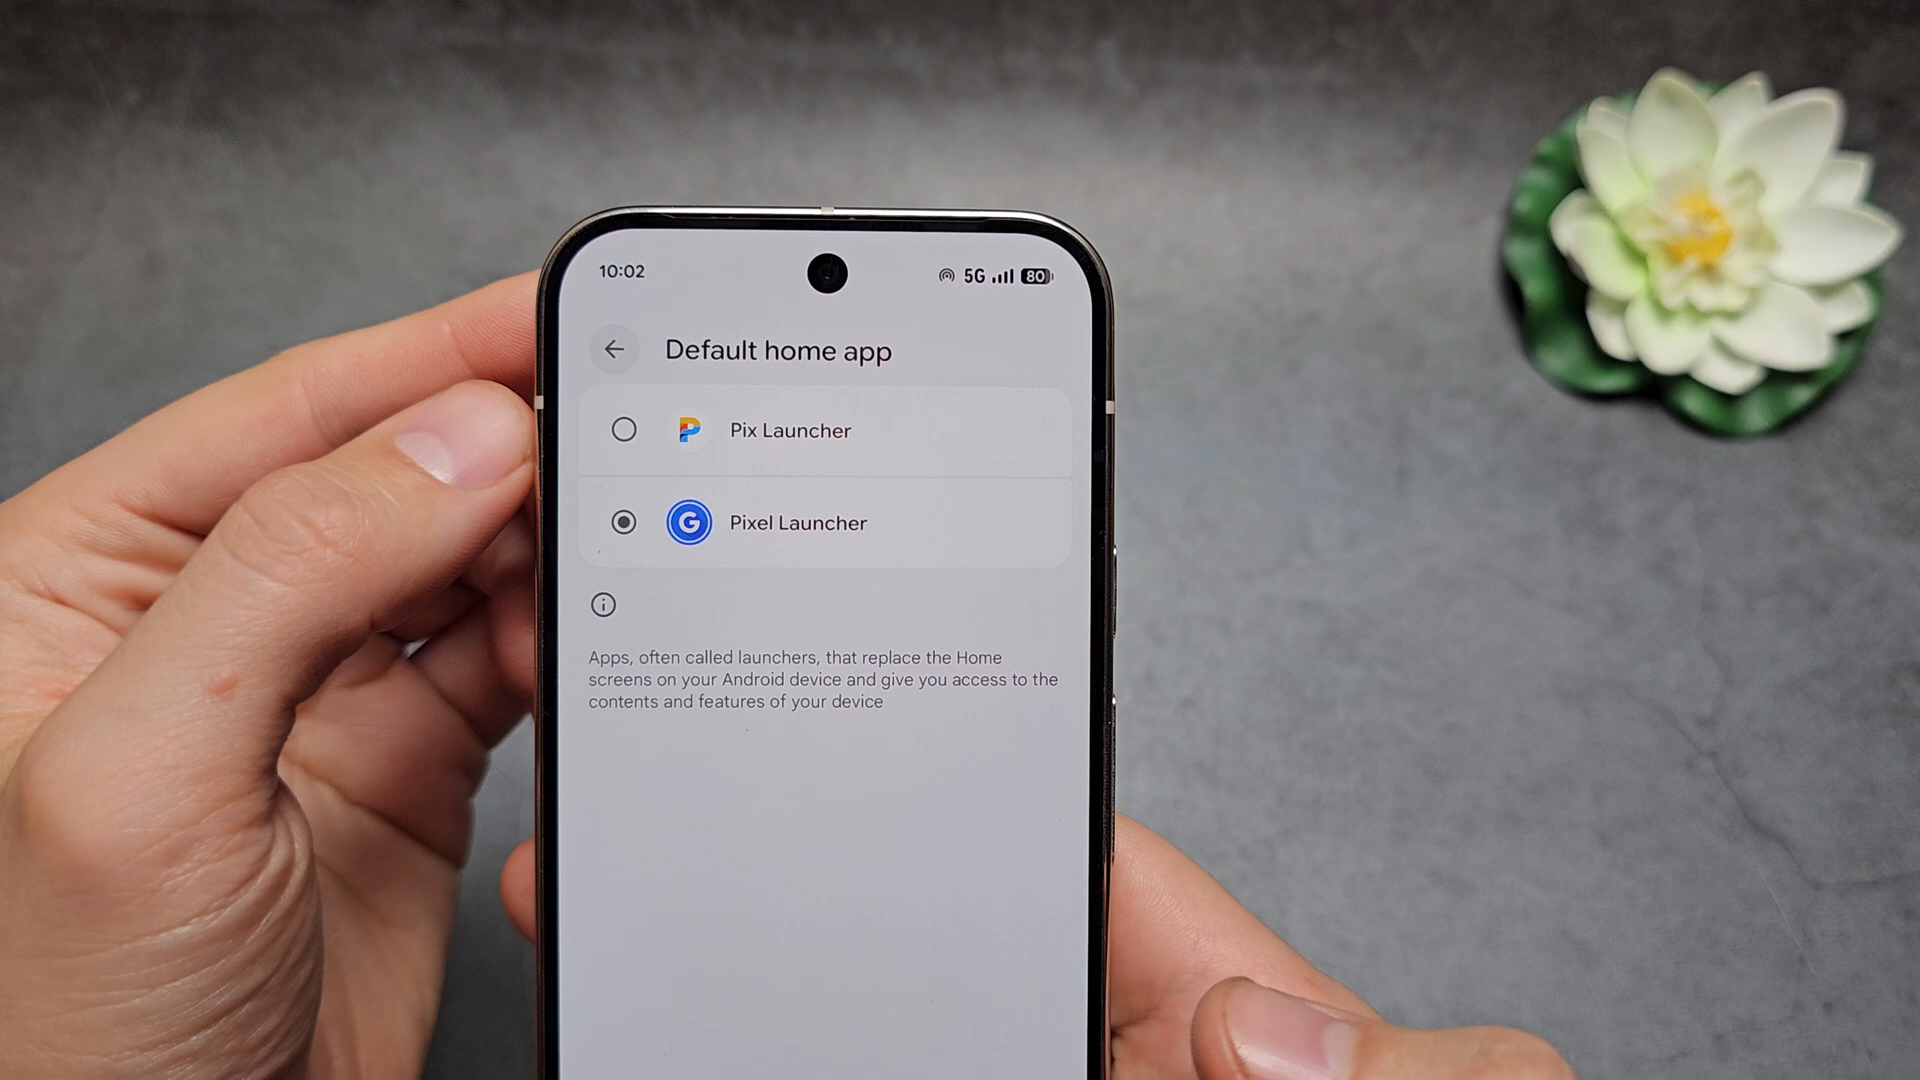 10:02
5G 80
Default home app
Pix Launcher
G Pixel Launcher
Apps, often called launchers, that replace the Home
screens on your Android device and give you access to the
contents and features of your device